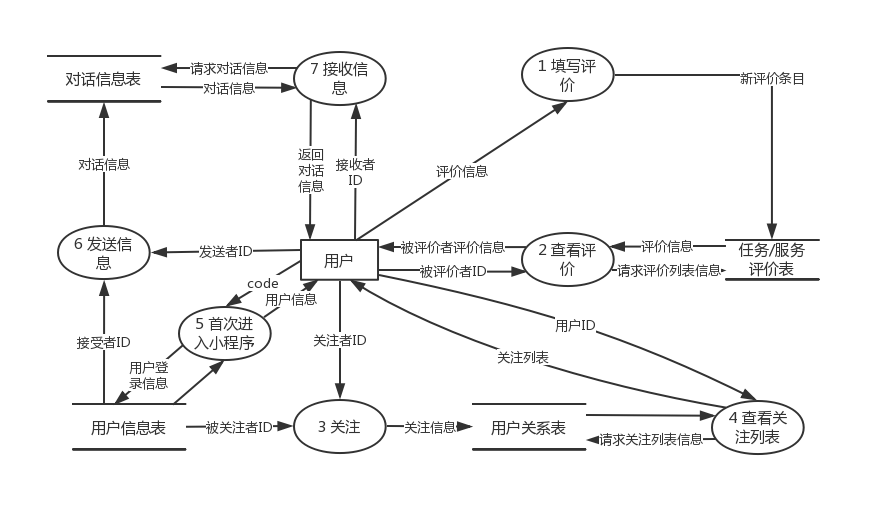 对话信息表
请求对话信息
对话信息
7 接收信
息
1 填写评
价
新评价条目
对话信息
返回
对话
信息
接收者
ID
评价信息
6 发送信
息
发送者ID
用户
被评价者评价信息
被评价者ID
2 查看评
价
评价信息
请求评价列表信息
任务/服务
评价表
code
用户信息
5 首次进
入小程序
接受者ID
用户登
录信息
关注者ID
用户ID
关注列表
用户信息表
被关注者ID
3 关注
关注信息
用户关系表
请求关注列表信息
4 查看关
注列表